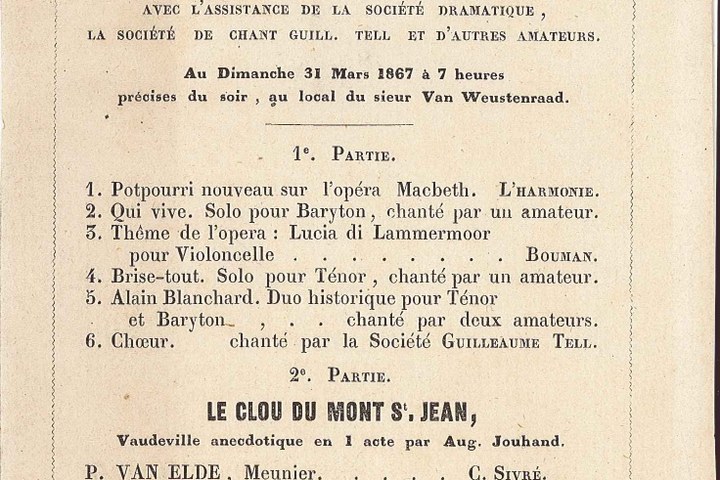 AVEC L'ASSISTANCE DE LA SOCIÉTÉ DRAMATIQUE,
LA SOCIÉTÉ DE CHANT GUILL. TELL ET D'AUTRES AMATEURS.
Au Dimanche 31 Mars 1867 à 7 heures
précises du soir, au local du sieur Van Weustenraad.
1e. PARTIE.
1. Potpourri nouveau sur l'opéra Macbeth. L'HARMONIE.
2. Qui vive. Solo pour Baryton, chanté par un amateur.
3. Thême de l'opera : Lucia di Lammermoor
pour Violoncelle . . . . . . . . BOUMAN.
4. Brise-tout. Solo pour Ténor, chanté par un amateur.
5. Alain Blanchard. Duo historique pour Ténor
et Baryton , . . chanté par deux amateurs.
6. Chœur. chanté par la Société GUILLEAUME TELL.
2e. PARTIE.
LE CLOU DU MONT St. JEAN,
Vaudeville anecdotique en 1 acte par Aug. Jouhand.
P. VAN ELDE, Meunier. . . . . C. SIVRÉ.